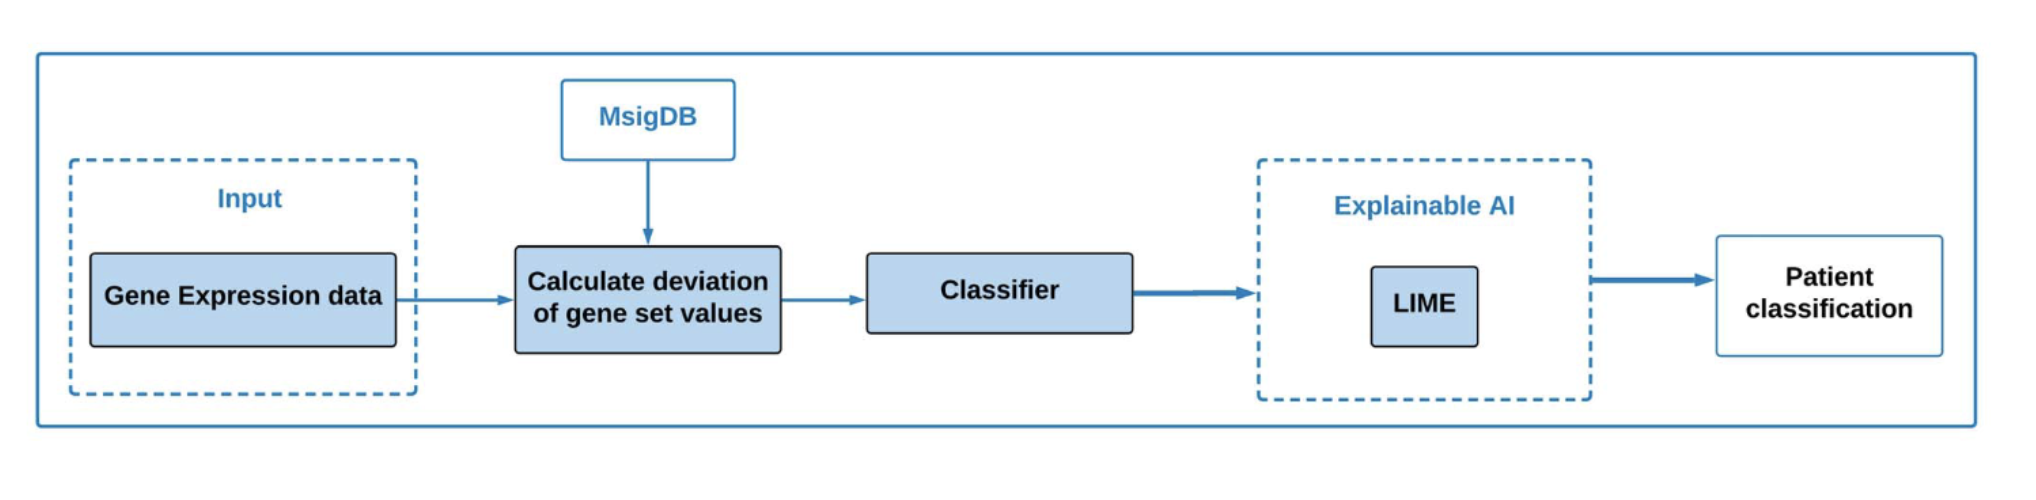 MsigDB
Input
Gene Expression data
Calculate deviation
of gene set values
Classifier
Explainable AI
LIME
Patient
classification